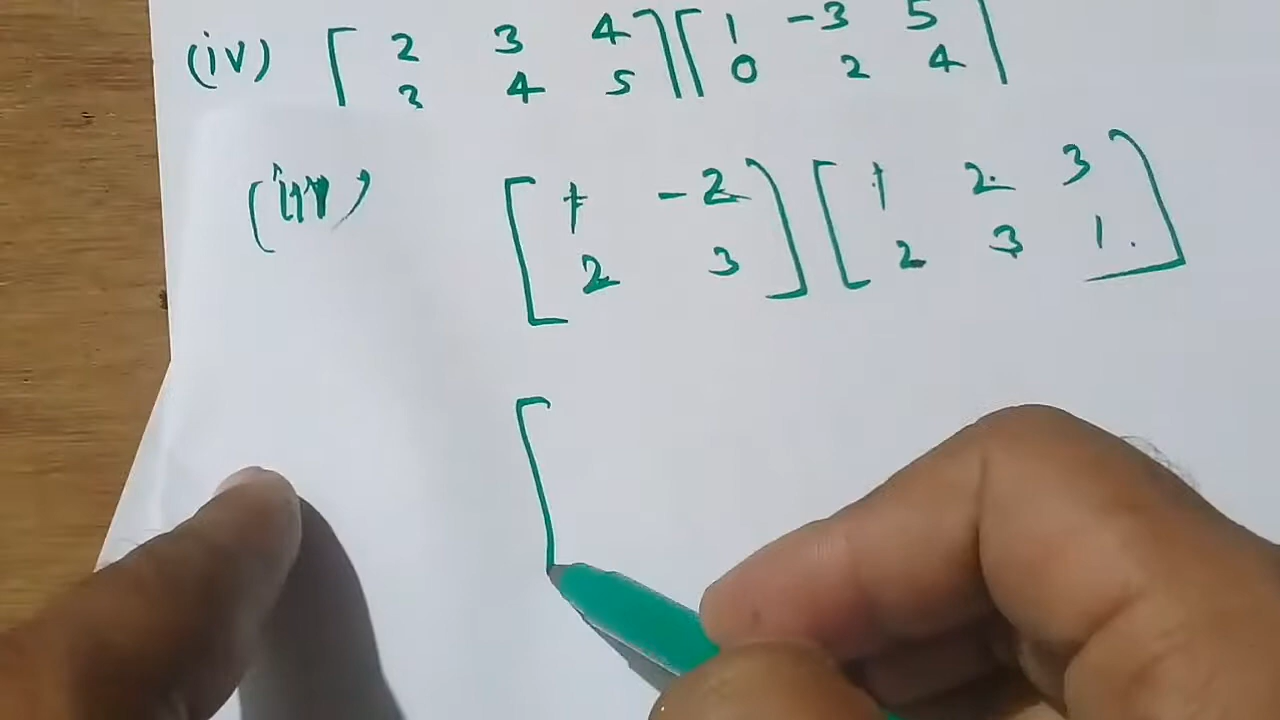 (iv) [ 2 3 4 ] [ 1 -3 5 ]
3 4 5 0 2 4
(iii) [ 1 -2 ] [ 1 2 3 ]
2 3 2 3 1.
[